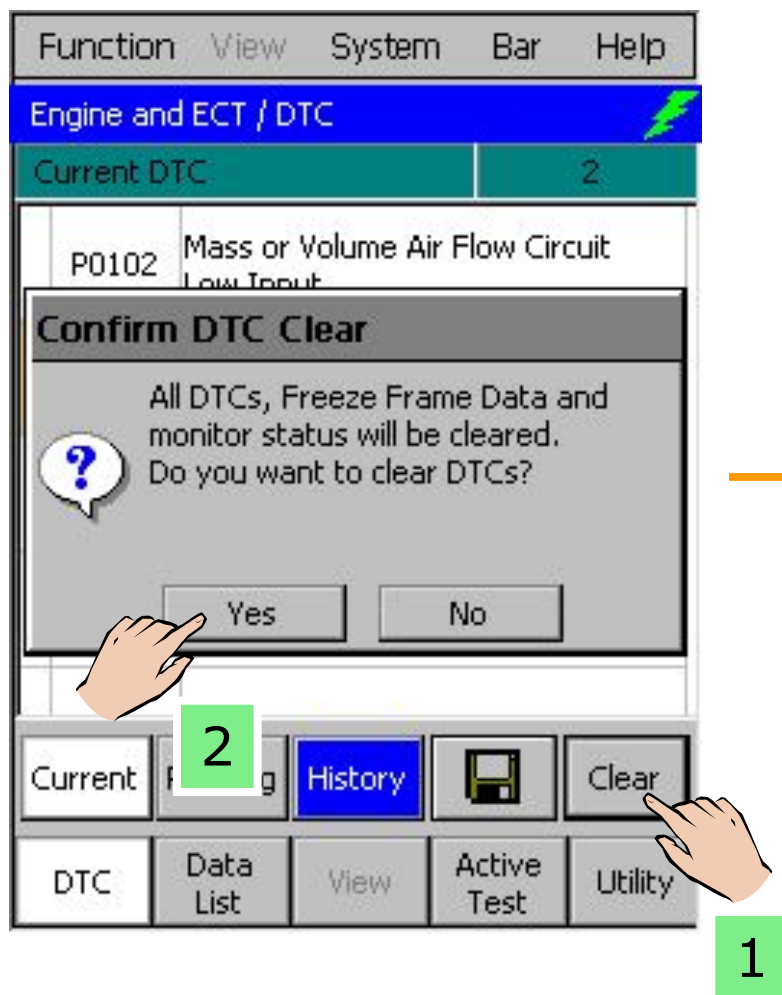 Function View System Bar Help
Engine and ECT / DTC
Current DTC 2
P0102 Mass or Volume Air Flow Circuit
Low Input
Confirm DTC Clear
All DTCs, Freeze Frame Data and
monitor status will be cleared.
Do you want to clear DTCs?
?
Yes No
2
Current History Clear
DTC Data List View Active Test Utility
1